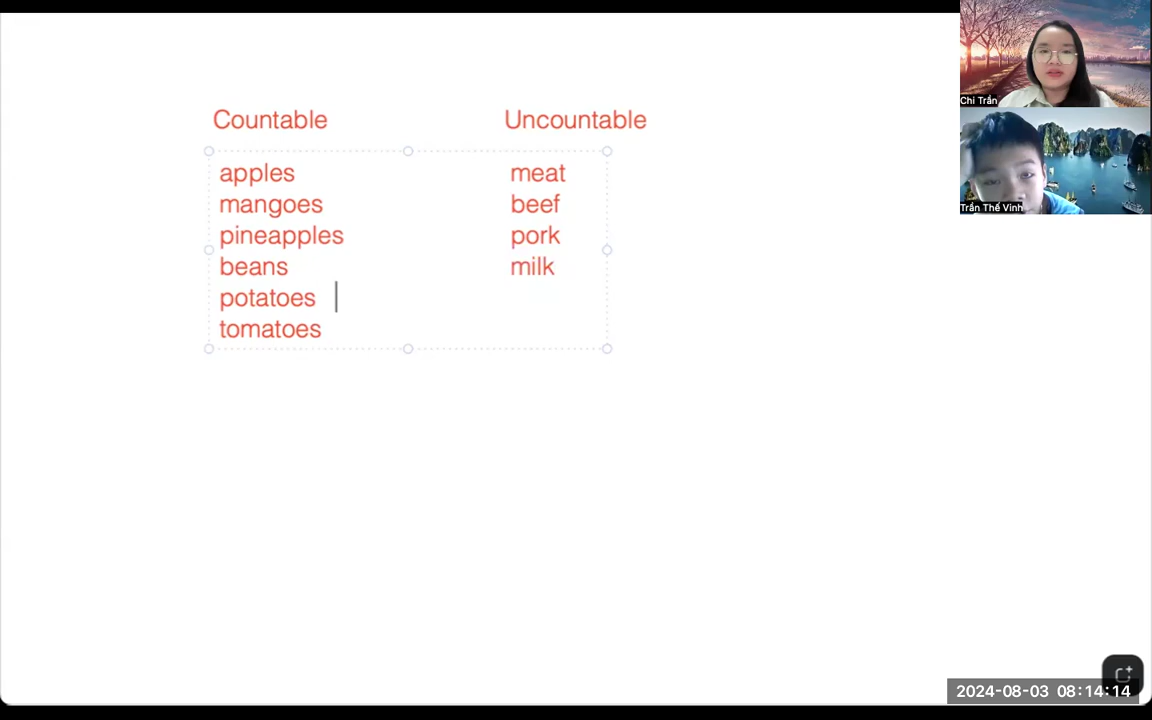 Countable Uncountable
apples meat
mangoes beef
pineapples pork
beans milk
potatoes
tomatoes
Chi Trần
Trần Thế Vinh
2024-08-03 08:14:14